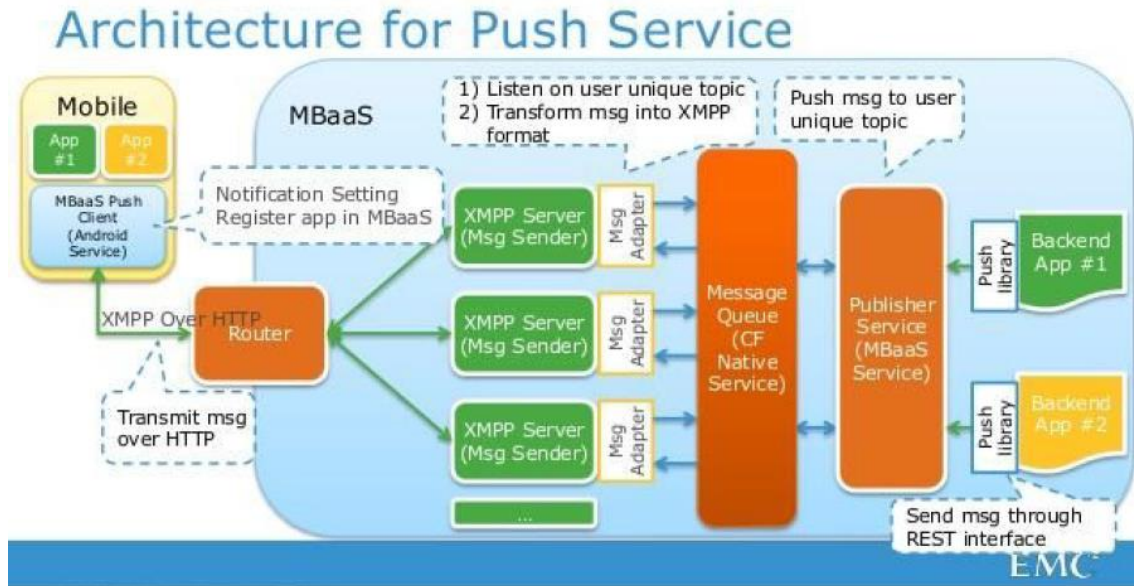 Architecture for Push Service
Mobile
App
#1
App
#2
MBaaS Push
Client
(Android
Service)
MBaaS
1) Listen on user unique topic
2) Transform msg into XMPP
format
Push msg to user
unique topic
Notification Setting
Register app in MBaaS
XMPP Server
(Msg Sender)
Msg
Adapter
XMPP Server
(Msg Sender)
Msg
Adapter
XMPP Server
(Msg Sender)
Msg
Adapter
...
XMPP Over HTTP
Router
Transmit msg
over HTTP
Message
Queue
(CF
Native
Service)
Publisher
Service
(MBaaS
Service)
Push
library
Backend
App #1
Push
library
Backend
App #2
Send msg through
REST interface
EMC²